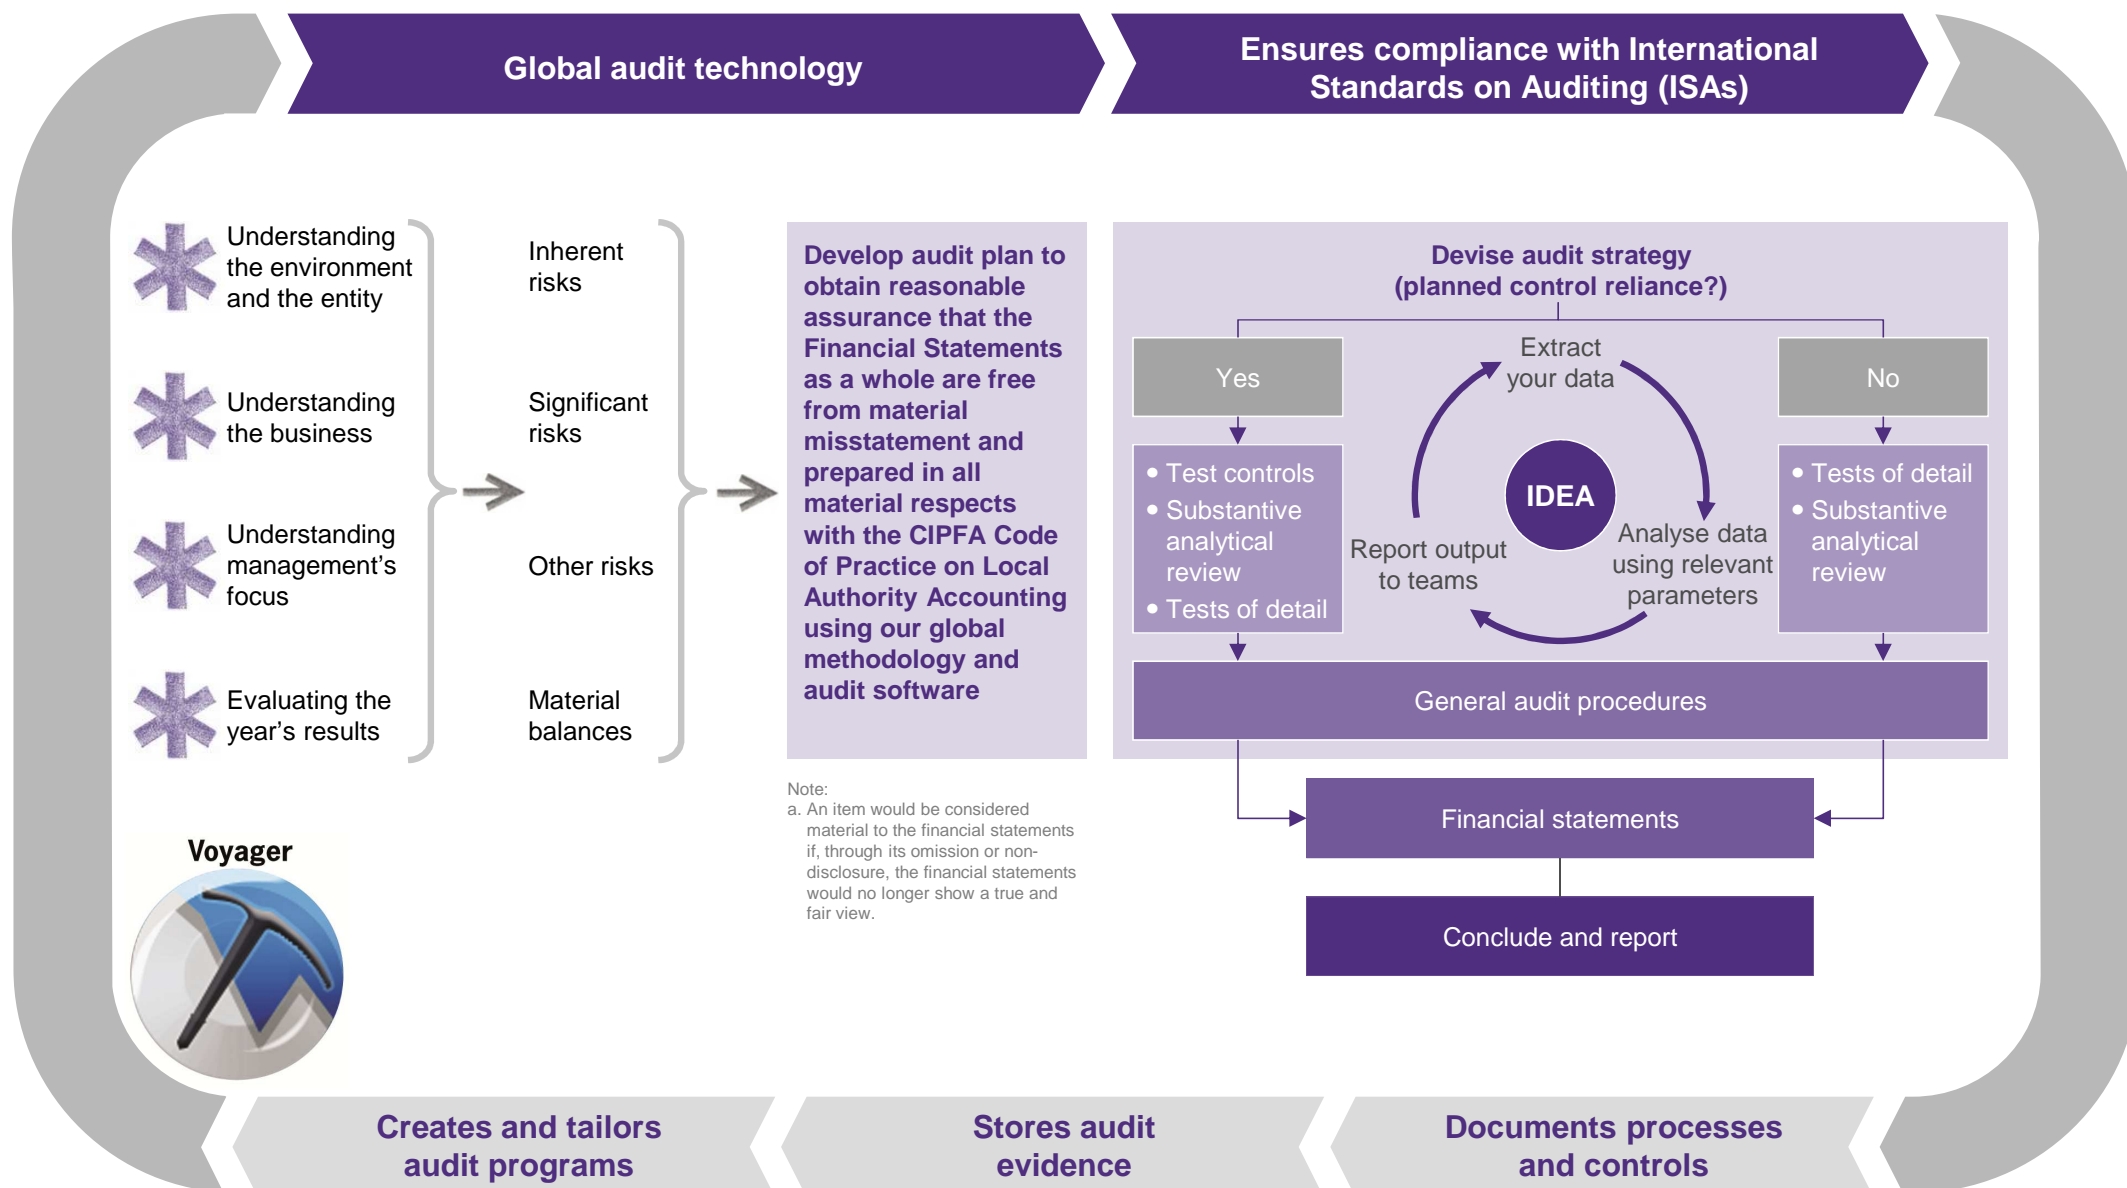 Global audit technology
Ensures compliance with International
Standards on Auditing (ISAs)
Understanding
the environment
and the entity
Understanding
the business
Understanding
management's
focus
Evaluating the
year's results
Inherent
risks
Significant
risks
Other risks
Material
balances
Develop audit plan to
obtain reasonable
assurance that the
Financial Statements
as a whole are free
from material
misstatement and
prepared in all
material respects
with the CIPFA Code
of Practice on Local
Authority Accounting
using our global
methodology and
audit software
Note:
a. An item would be considered
material to the financial statements
if, through its omission or non-
disclosure, the financial statements
would no longer show a true and
fair view.
Devise audit strategy
(planned control reliance?)
Yes
• Test controls
• Substantive
analytical
review
• Tests of detail
Extract
your data
IDEA
Analyse data
using relevant
parameters
Report output
to teams
No
• Tests of detail
• Substantive
analytical
review
General audit procedures
Financial statements
Conclude and report
Voyager
Creates and tailors
audit programs
Stores audit
evidence
Documents processes
and controls